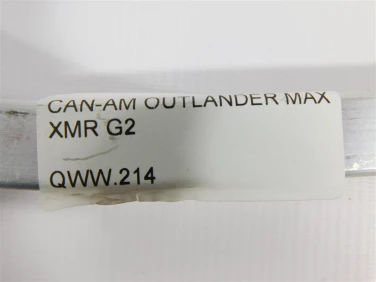 CAN-AM OUTLANDER MAX
XMR G2
QWW.214